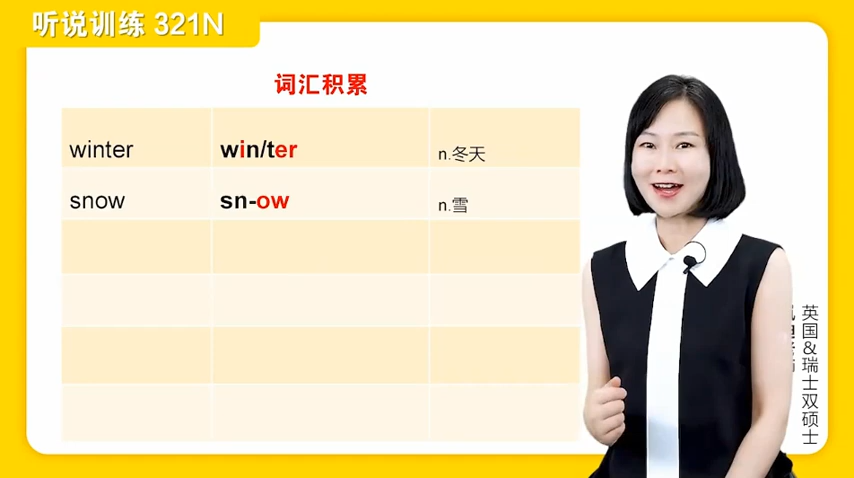 听说训练 321N
词汇积累
winter win/ter n.冬天
snow sn-ow n.雪
英国&瑞士双硕士